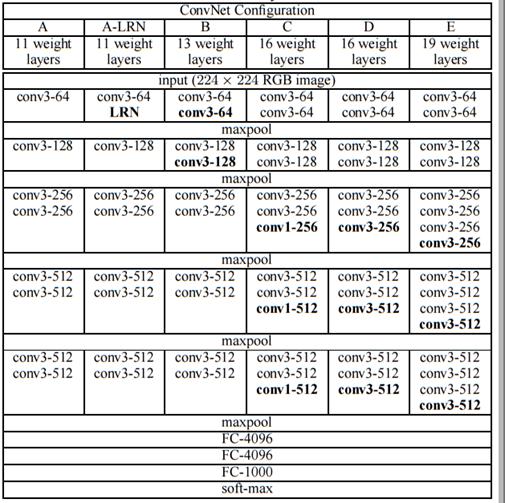 ConvNet Configuration
A A-LRN B C D E
11 weight 11 weight 13 weight 16 weight 16 weight 19 weight
layers layers layers layers layers layers
input (224 × 224 RGB image)
conv3-64 conv3-64 conv3-64 conv3-64 conv3-64 conv3-64
LRN conv3-64 conv3-64 conv3-64 conv3-64
maxpool
conv3-128 conv3-128 conv3-128 conv3-128 conv3-128 conv3-128
conv3-128 conv3-128 conv3-128 conv3-128
maxpool
conv3-256 conv3-256 conv3-256 conv3-256 conv3-256 conv3-256
conv3-256 conv3-256 conv3-256 conv3-256 conv3-256 conv3-256
conv1-256 conv3-256 conv3-256
conv3-256
maxpool
conv3-512 conv3-512 conv3-512 conv3-512 conv3-512 conv3-512
conv3-512 conv3-512 conv3-512 conv3-512 conv3-512 conv3-512
conv1-512 conv3-512 conv3-512
conv3-512
maxpool
conv3-512 conv3-512 conv3-512 conv3-512 conv3-512 conv3-512
conv3-512 conv3-512 conv3-512 conv3-512 conv3-512 conv3-512
conv1-512 conv3-512 conv3-512
conv3-512
maxpool
FC-4096
FC-4096
FC-1000
soft-max